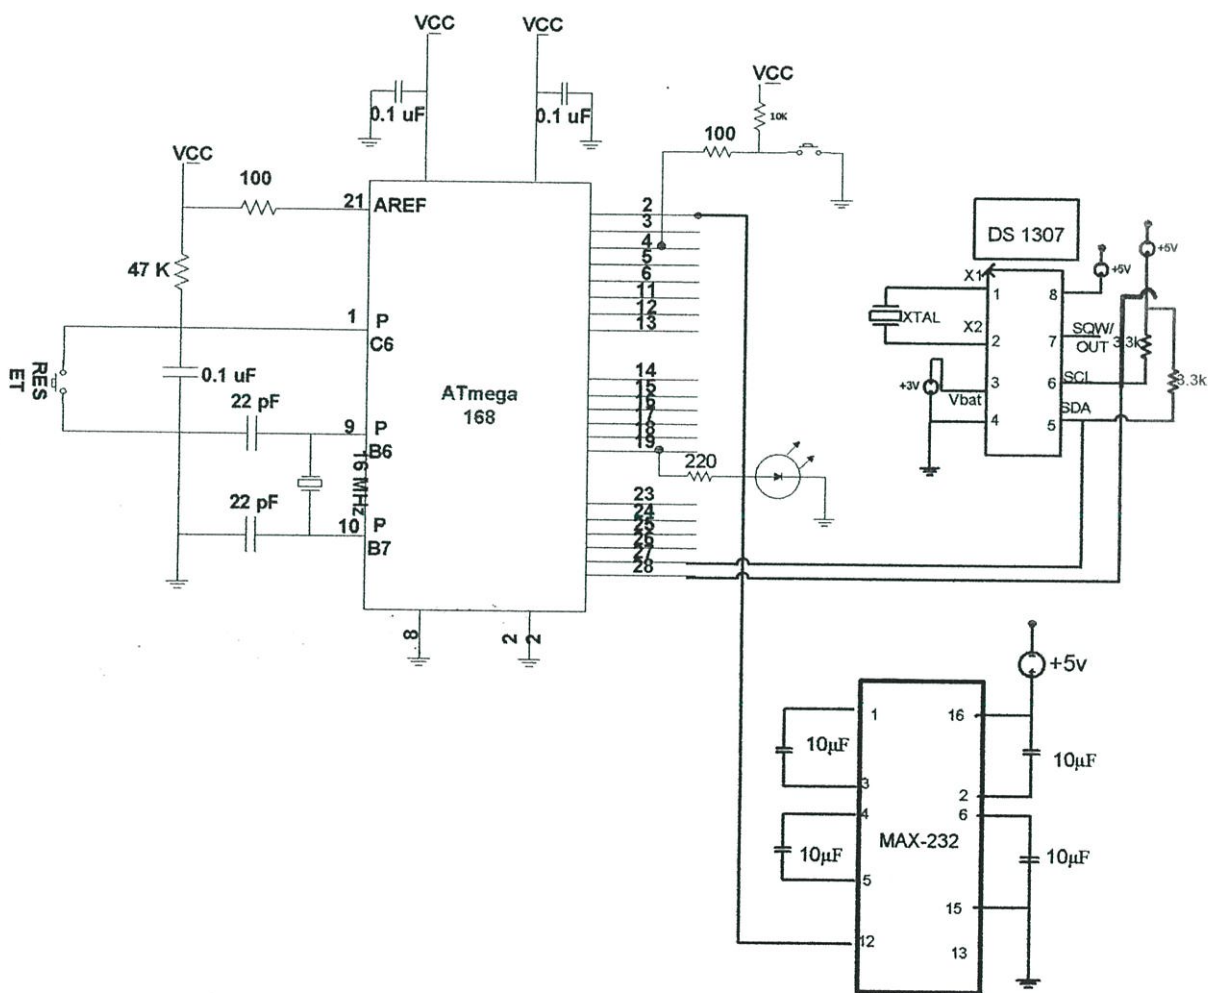 VCC
VCC
0.1 uF
0.1 uF
VCC
10K
100
VCC
100
21
AREF
47 K
1
P
C6
RES
ET
0.1 uF
22 pF
9
P
B6
16 MHz
22 pF
10
P
B7
ATmega
168
8
2
2
2
3
4
5
6
11
12
13
14
15
16
17
18
19
220
23
24
25
26
27
28
DS 1307
+5V
+5V
X1
1
8
XTAL
X2
2
7
SQW/
OUT
3.3k
+3V
3
Vbat
6
SCL
3.3k
4
5
SDA
+5v
1
16
10µF
10µF
3
2
4
6
MAX-232
10µF
10µF
5
15
12
13